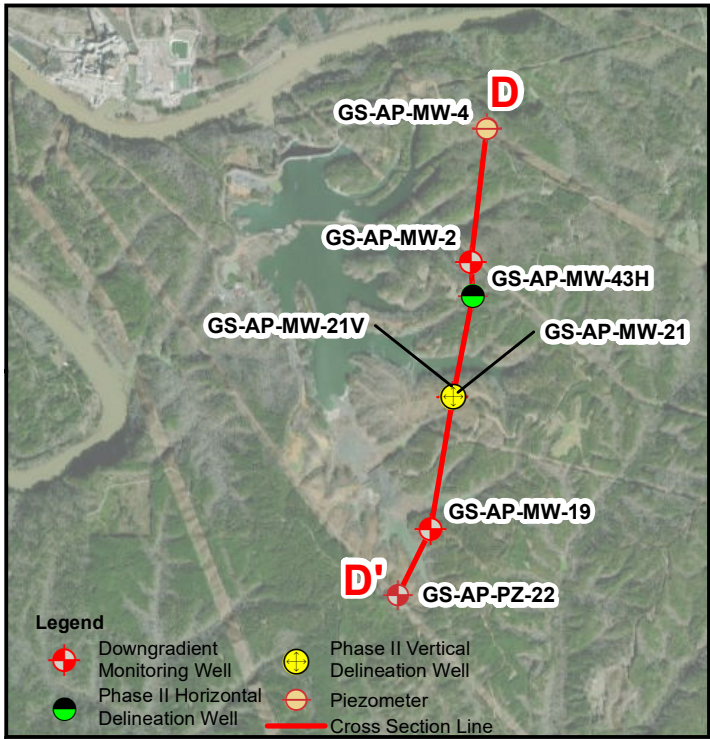 D
GS-AP-MW-4
GS-AP-MW-2
GS-AP-MW-43H
GS-AP-MW-21V
GS-AP-MW-21
GS-AP-MW-19
D'
GS-AP-PZ-22
Legend
Downgradient
Monitoring Well
Phase II Vertical
Delineation Well
Phase II Horizontal
Delineation Well
Piezometer
Cross Section Line